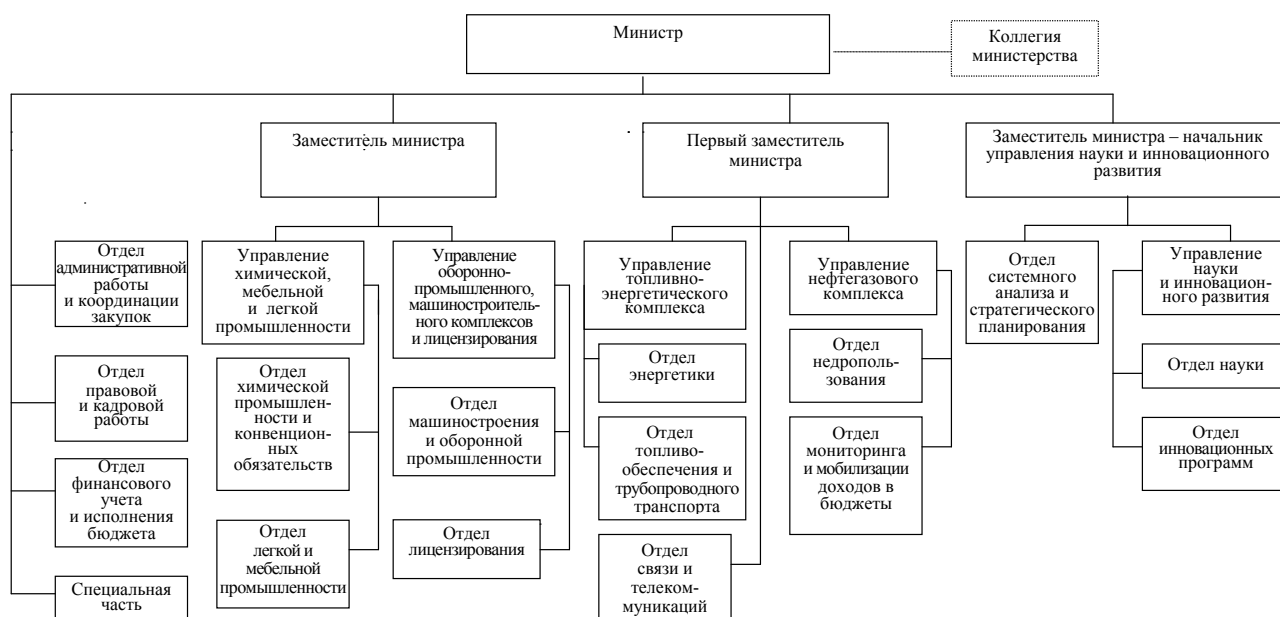 Министр
Коллегия
министерства
Заместитель министра
Первый заместитель
министра
Заместитель министра – начальник
управления науки и инновационного
развития
Отдел
административной
работы
и координации
закупок
Управление
химической,
мебельной
и легкой
промышленности
Управление
оборонно-
промышленного,
машиностроитель-
ного комплексов
и лицензирования
Управление
топливно-
энергетического
комплекса
Управление
нефтегазового
комплекса
Отдел
системного
анализа и
стратегического
планирования
Управление
науки
и инновацион-
ного развития
Отдел
правовой
и кадровой
работы
Отдел
химической
промышлен-
ности и
конвенцион-
ных
обязательств
Отдел
машиностроения
и оборонной
промышленности
Отдел
энергетики
Отдел
недрополь-
зования
Отдел науки
Отдел
финансового
учета
и исполнения
бюджета
Отдел
легкой и
мебельной
промышленности
Отдел
лицензирования
Отдел
топливо-
обеспечения и
трубопроводного
транспорта
Отдел
мониторинга
и мобилизации
доходов в
бюджеты
Отдел
инновационных
программ
Специальная
часть
Отдел
связи и
телеком-
муникаций